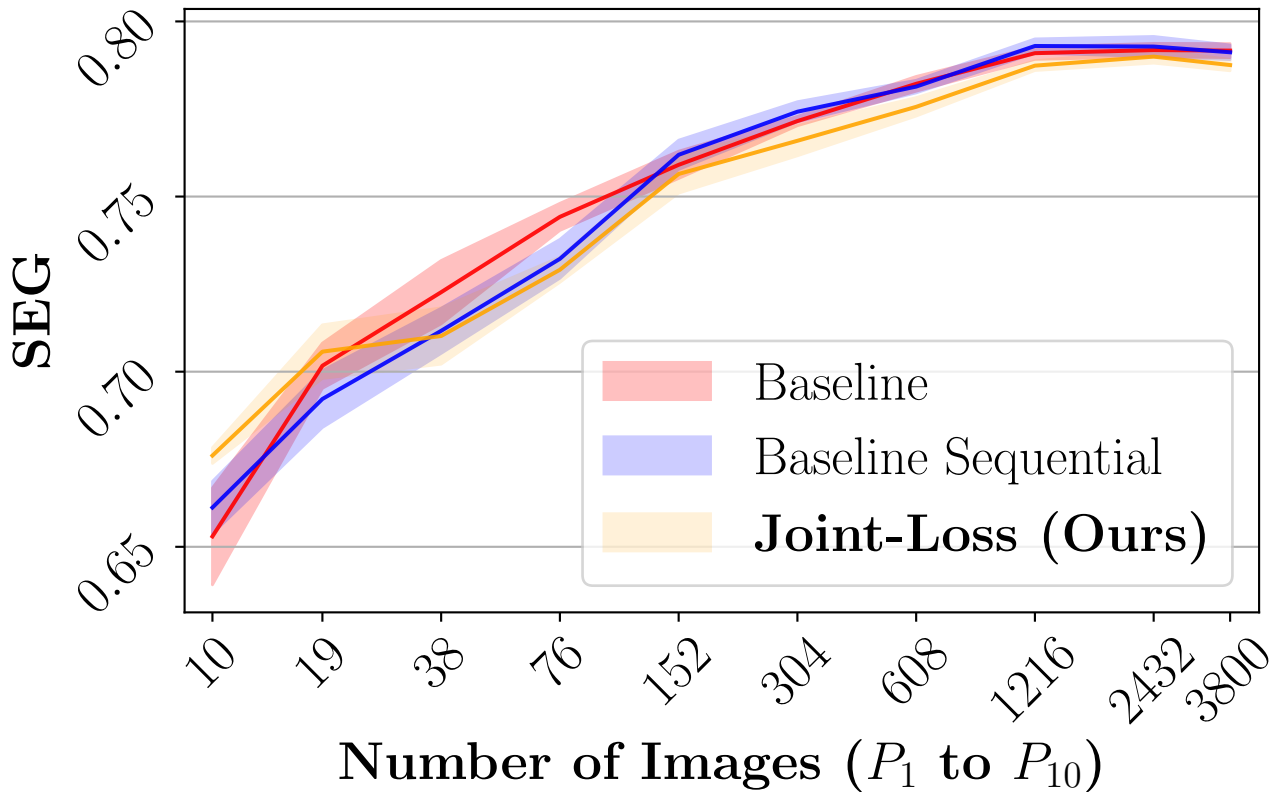 0.80
0.75
0.70
0.65
SEG
Baseline
Baseline Sequential
Joint-Loss (Ours)
10 19 38 76 152 304 608 1216 2432 3800
Number of Images (P₁ to P₁₀)